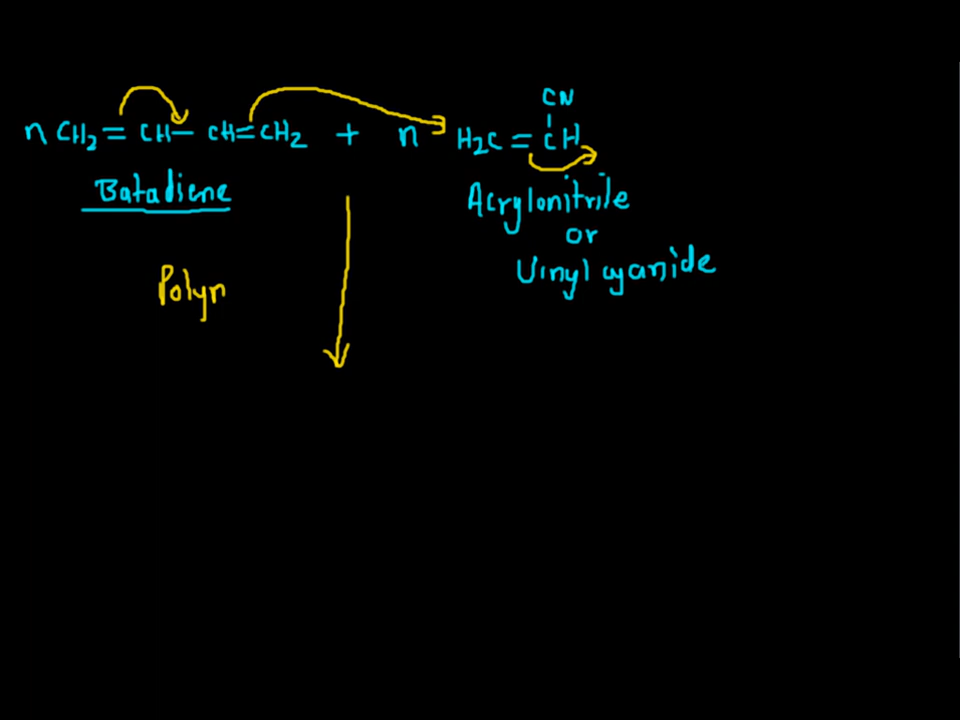 CN
n CH₂ = CH – CH = CH₂ + n H₂C = CH
Batadiene
Acrylonitrile
or
Vinyl cyanide
Polyn